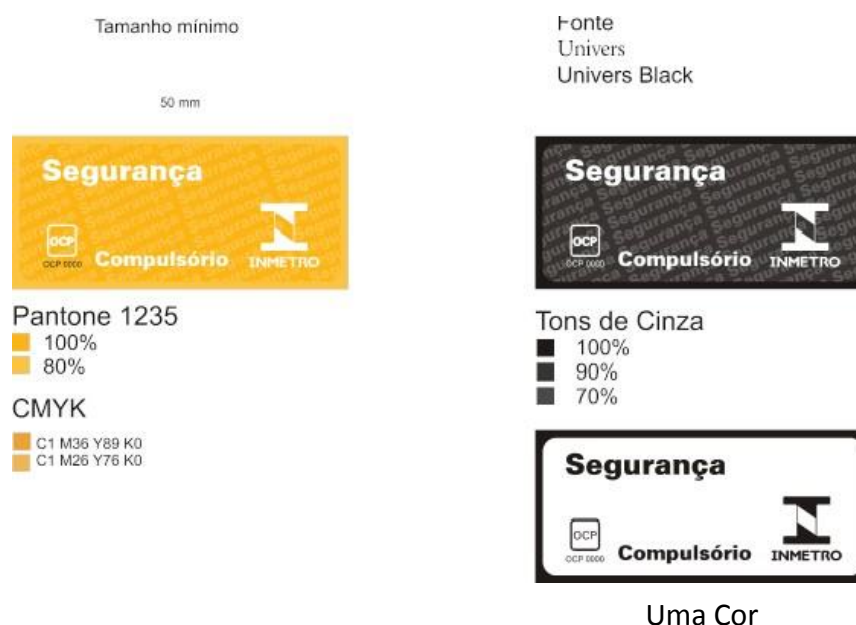 Tamanho mínimo
50 mm
Segurança
OCP
OCP 0000
Compulsório
INMETRO
Pantone 1235
100%
80%
CMYK
C1 M36 Y89 K0
C1 M26 Y76 K0
Fonte
Univers
Univers Black
Segurança
OCP
OCP 0000
Compulsório
INMETRO
Tons de Cinza
100%
90%
70%
Segurança
OCP
OCP 0000
Compulsório
INMETRO
Uma Cor